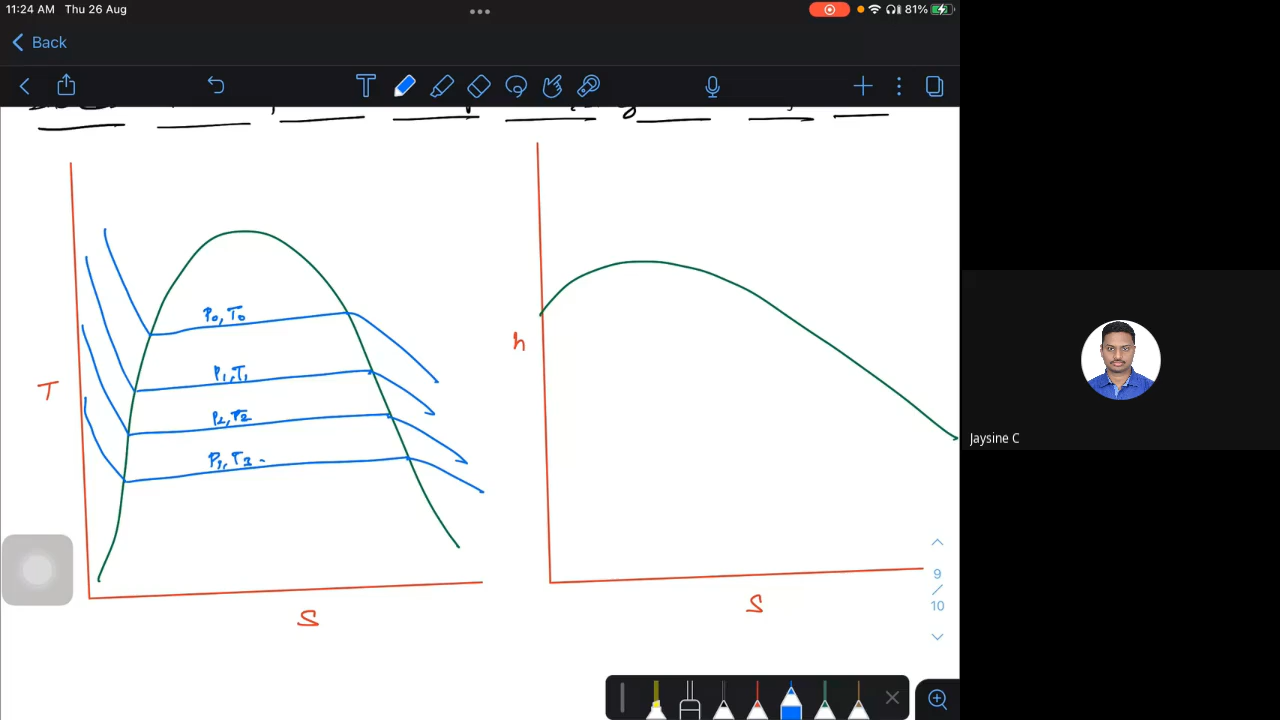 11:24 AM Thu 26 Aug
81%
Back
T
P₀, T₀
P₁, T₁
P₂, T₂
P₃, T₃
S
h
S
9
/
10
Jaysine C